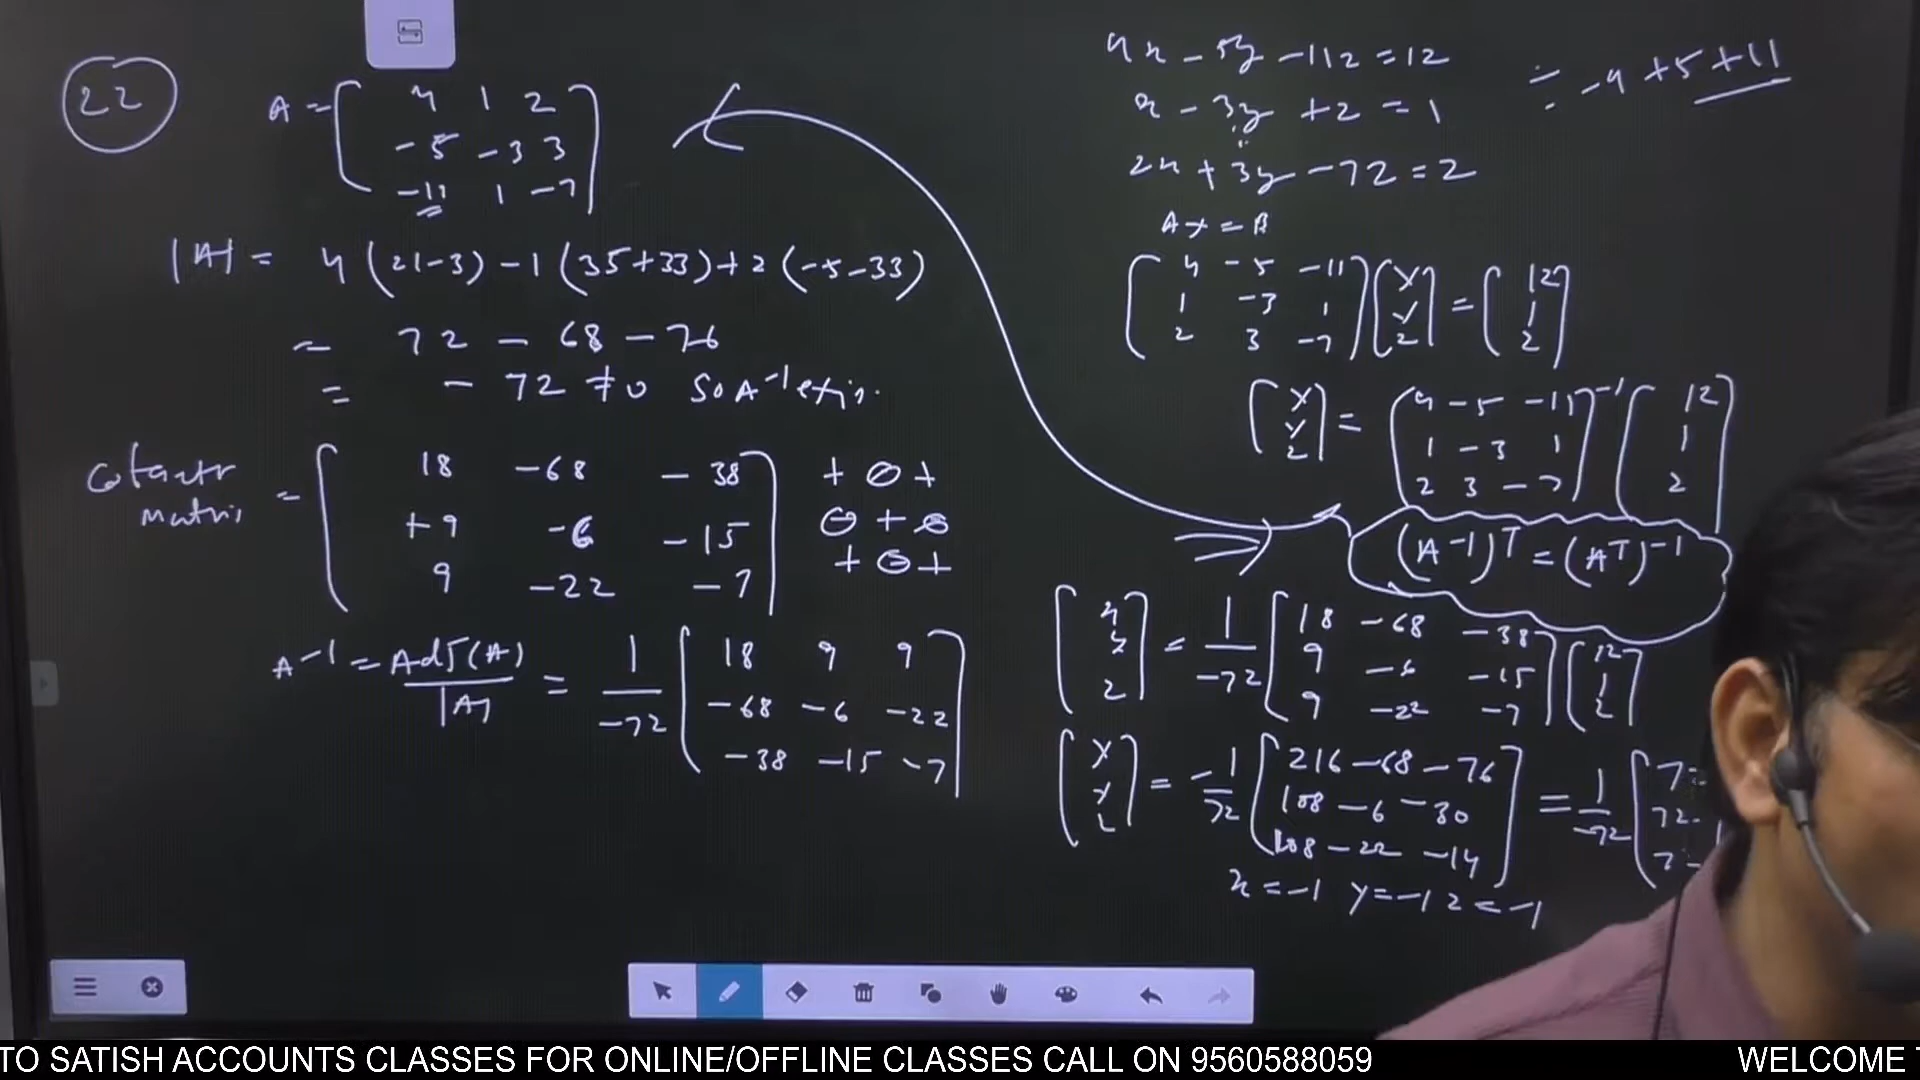 22
A = [ 4 1 2
-5 -3 3
-11 1 -7 ]
|A| = 4 (21-3) -1 (35+33) +2 (-5-33)
= 72 - 68 - 76
= - 72 ≠ 0 So A⁻¹ exis.
Cofactor matrix = [ 18 -68 -38
+9 -6 -15
9 -22 -7 ]
+ ⊖ +
⊖ + ⊖
+ ⊖ +
A⁻¹ = Adj(A) / |A| = 1/-72 [ 18 9 9
-68 -6 -22
-38 -15 -7 ]
4x - 5y - 11z = 12
x - 3y + z = 1
2x + 3y - 7z = 2
= -4 +5 +11
AX = B
[ 4 -5 -11
1 -3 1
2 3 -7 ] [ x y z ] = [ 12 1 2 ]
[ x y z ] = [ 4 -5 -11
1 -3 1
2 3 -7 ]⁻¹ [ 12 1 2 ]
(A⁻¹)ᵀ = (Aᵀ)⁻¹
[ x y z ] = 1/-72 [ 18 -68 -38
9 -6 -15
9 -22 -7 ] [ 12 1 2 ]
[ x y z ] = -1/72 [ 216 -68 -76
108 -6 -30
108 -22 -14 ] = 1/-72 [ 72
72
7
x = -1 y = -1 z = -1
TO SATISH ACCOUNTS CLASSES FOR ONLINE/OFFLINE CLASSES CALL ON 9560588059 WELCOME